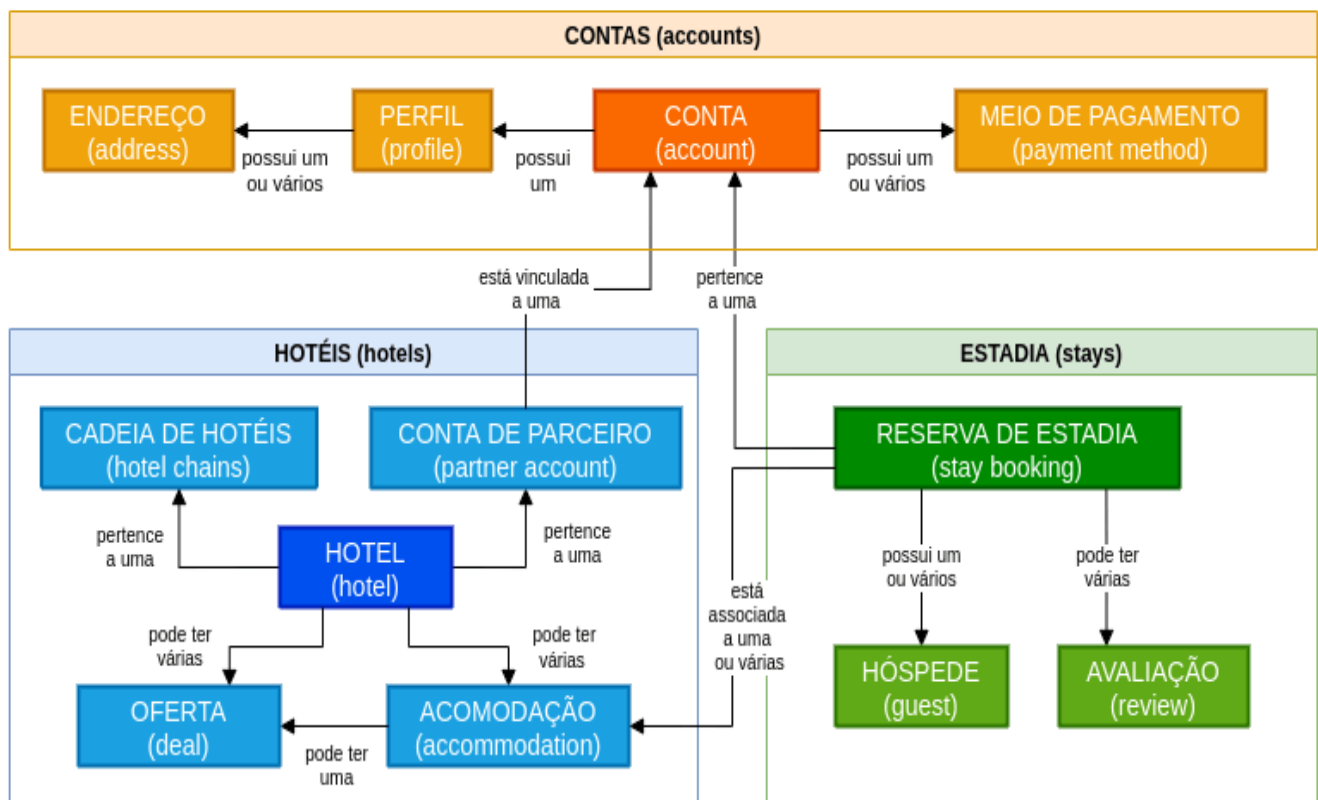 CONTAS (accounts)
ENDEREÇO
(address)
possui um
ou vários
PERFIL
(profile)
possui
um
CONTA
(account)
possui um
ou vários
MEIO DE PAGAMENTO
(payment method)
está vinculada
a uma
pertence
a uma
HOTÉIS (hotels)
CADEIA DE HOTÉIS
(hotel chains)
CONTA DE PARCEIRO
(partner account)
pertence
a uma
HOTEL
(hotel)
pertence
a uma
pode ter
várias
pode ter
várias
OFERTA
(deal)
pode ter
uma
ACOMODAÇÃO
(accommodation)
está
associada
a uma
ou várias
ESTADIA (stays)
RESERVA DE ESTADIA
(stay booking)
possui um
ou vários
pode ter
várias
HÓSPEDE
(guest)
AVALIAÇÃO
(review)